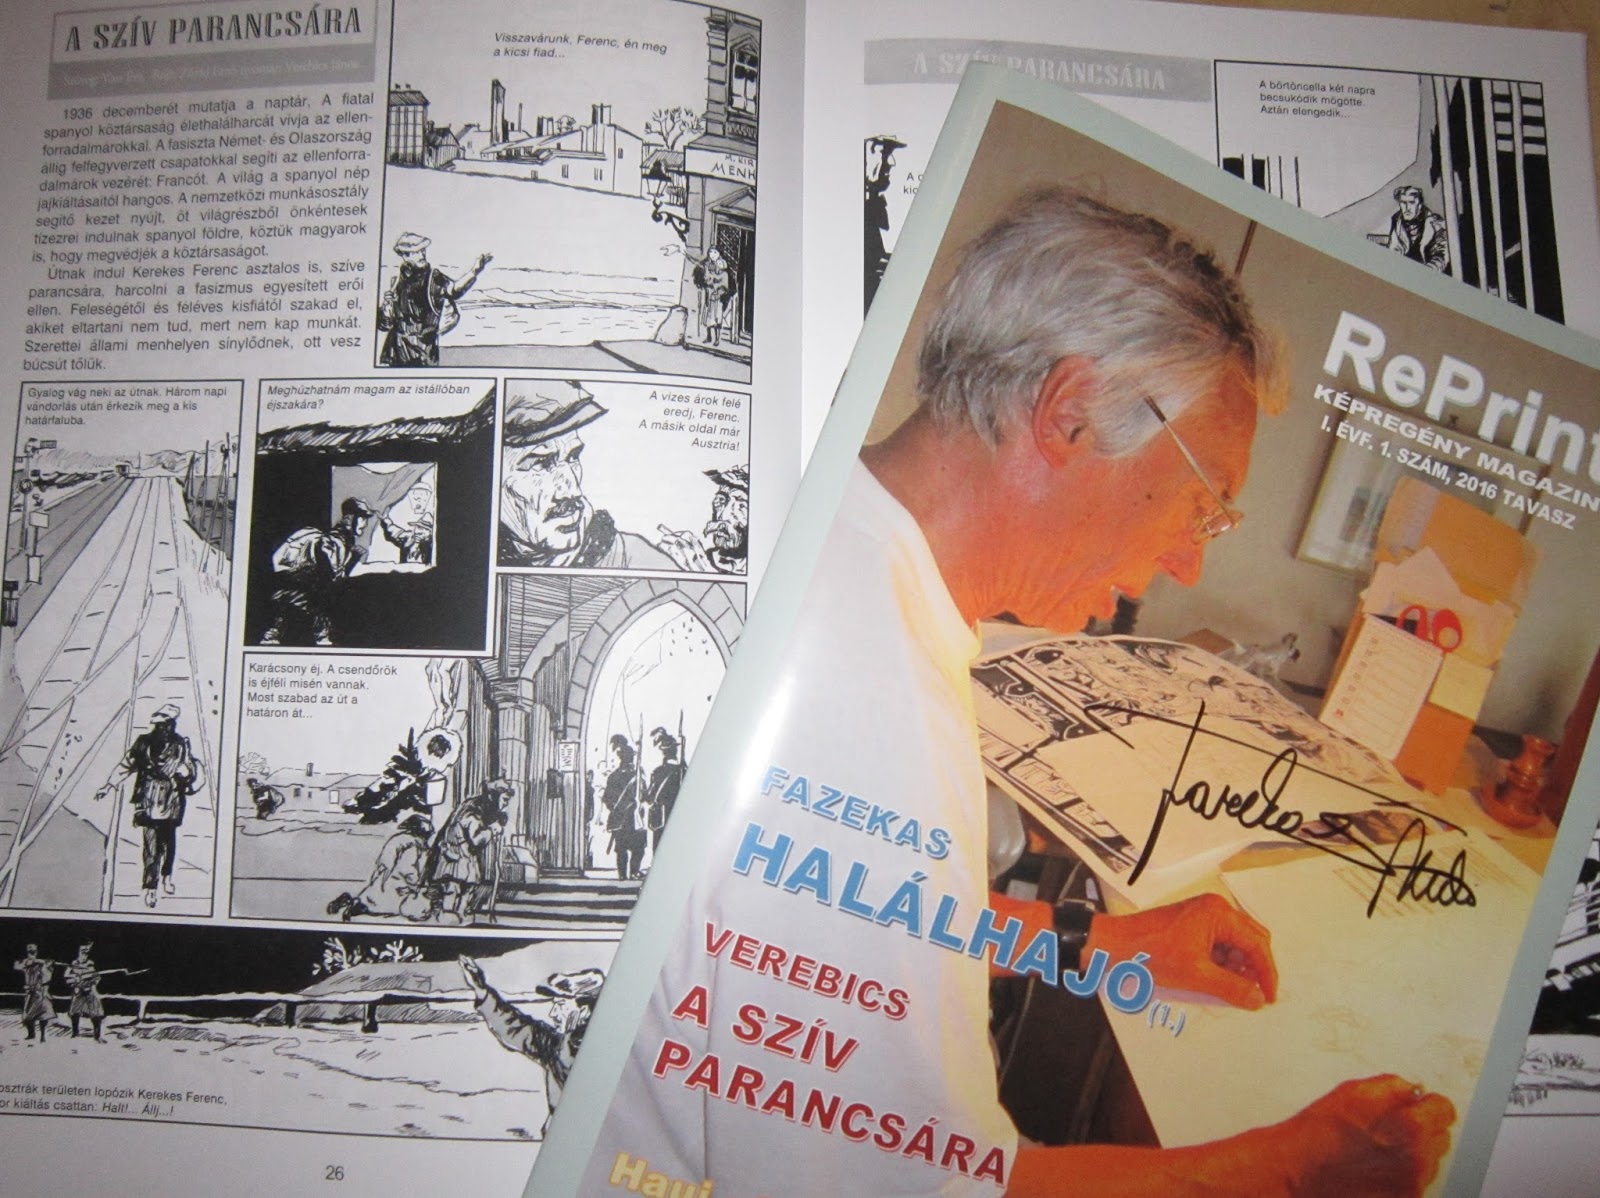 A SZÍV PARANCSÁRA
1936 decemberét mutatja a naptár. A fiatal
spanyol köztársaság élethalálharcát vívja az ellen-
forradalmárokkal. A fasiszta Német- és Olaszország
állig felfegyverzett csapatokkal segíti az ellenforra-
dalmárok vezérét: Francót. A világ a spanyol nép
jajkiáltásaitól hangos. A nemzetközi munkásosztály
segítő kezet nyújt, öt világrészből önkéntesek
tízezrei indulnak spanyol földre, köztük magyarok
is, hogy megvédjék a köztársaságot.
Útnak indul Kerekes Ferenc asztalos is, szíve
parancsára, harcolni a fasizmus egyesített erői
ellen. Feleségétől és féléves kisfiától szakad el,
akiket eltartani nem tud, mert nem kap munkát.
Szerettei állami menhelyen sínylődnek, ott vesz
búcsút tőlük.
Visszavárunk, Ferenc, én meg
a kicsi fiad...
M. KIR
MENH
Gyalog vág neki az útnak. Három napi
vándorlás után érkezik meg a kis
határfaluba.
Meghúzhatnám magam az istállóban
éjszakára?
A vizes árok felé
eredj, Ferenc.
A másik oldal már
Ausztria!
Karácsony éj. A csendőrök
is éjféli misén vannak.
Most szabad az út a
határon át...
osztrák területen lopózik Kerekes Ferenc,
or kiáltás csattan: Halt!... Állj...!
26
A SZÍV PARANCSÁRA
A börtöncella két napra
becsukódik mögötte.
Aztán elengedik...
RePrint
KÉPREGÉNY MAGAZIN
I. ÉVF. 1. SZÁM, 2016 TAVASZ
FAZEKAS
HALÁLHAJÓ (1.)
VEREBICS
A SZÍV
PARANCSÁRA